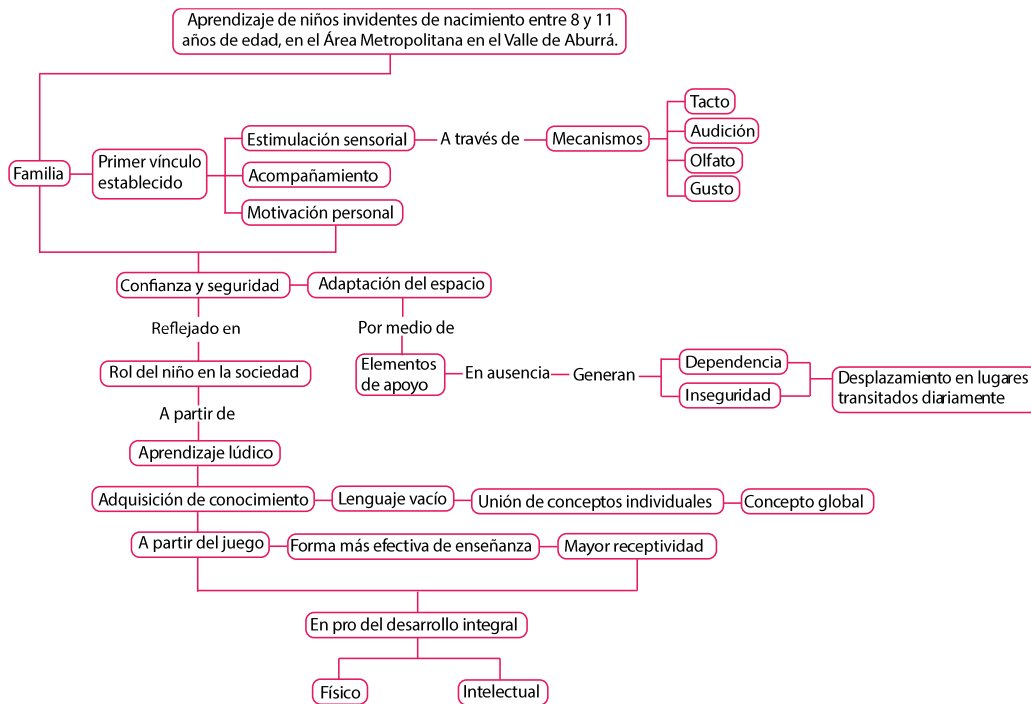 Aprendizaje de niños invidentes de nacimiento entre 8 y 11
años de edad, en el Área Metropolitana en el Valle de Aburrá.
Familia
Primer vínculo
establecido
Estimulación sensorial
A través de
Mecanismos
Tacto
Audición
Olfato
Gusto
Acompañamiento
Motivación personal
Confianza y seguridad
Adaptación del espacio
Reflejado en
Por medio de
Rol del niño en la sociedad
Elementos
de apoyo
En ausencia
Generan
Dependencia
Inseguridad
Desplazamiento en lugares
transitados diariamente
A partir de
Aprendizaje lúdico
Adquisición de conocimiento
Lenguaje vacío
Unión de conceptos individuales
Concepto global
A partir del juego
Forma más efectiva de enseñanza
Mayor receptividad
En pro del desarrollo integral
Físico
Intelectual